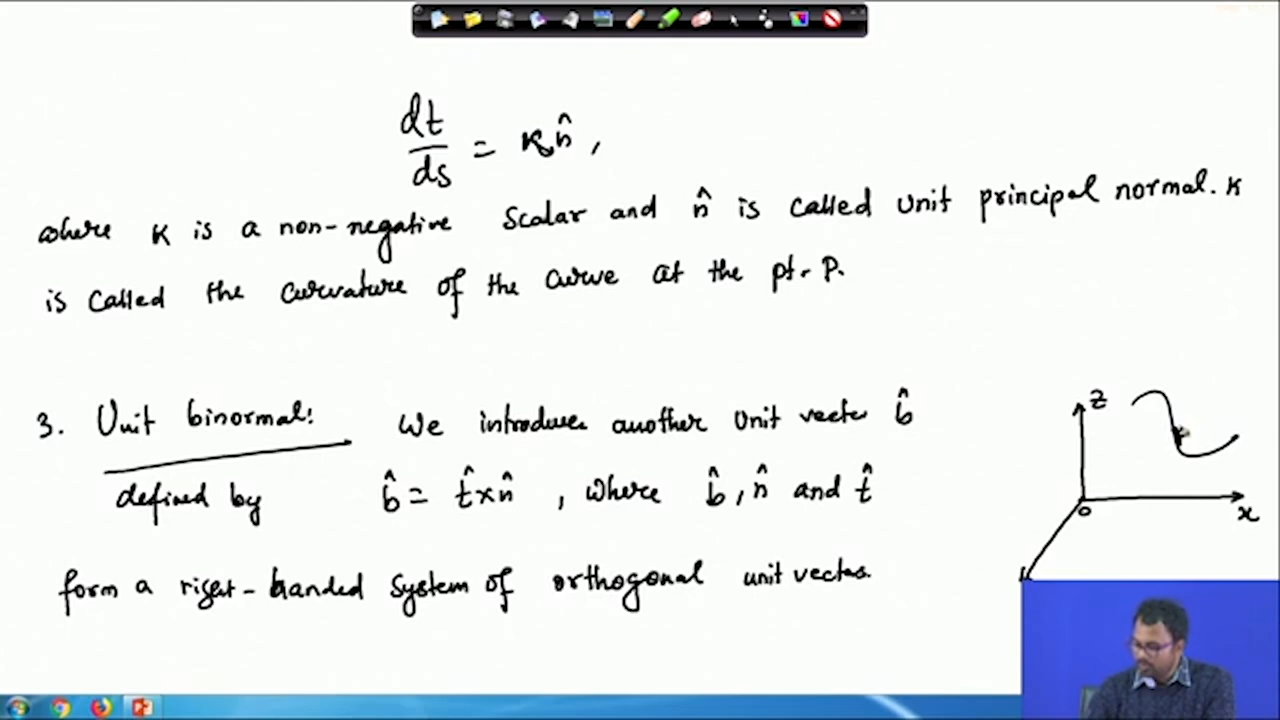 dt/ds = κn̂ ,
where κ is a non-negative scalar and n̂ is called unit principal normal. κ
is called the curvature of the curve at the pt. P.
3. Unit binormal: We introduce another unit vector b̂
defined by b̂ = t̂×n̂ , where b̂, n̂ and t̂
form a right-handed system of orthogonal unit vectors.
z
o
x